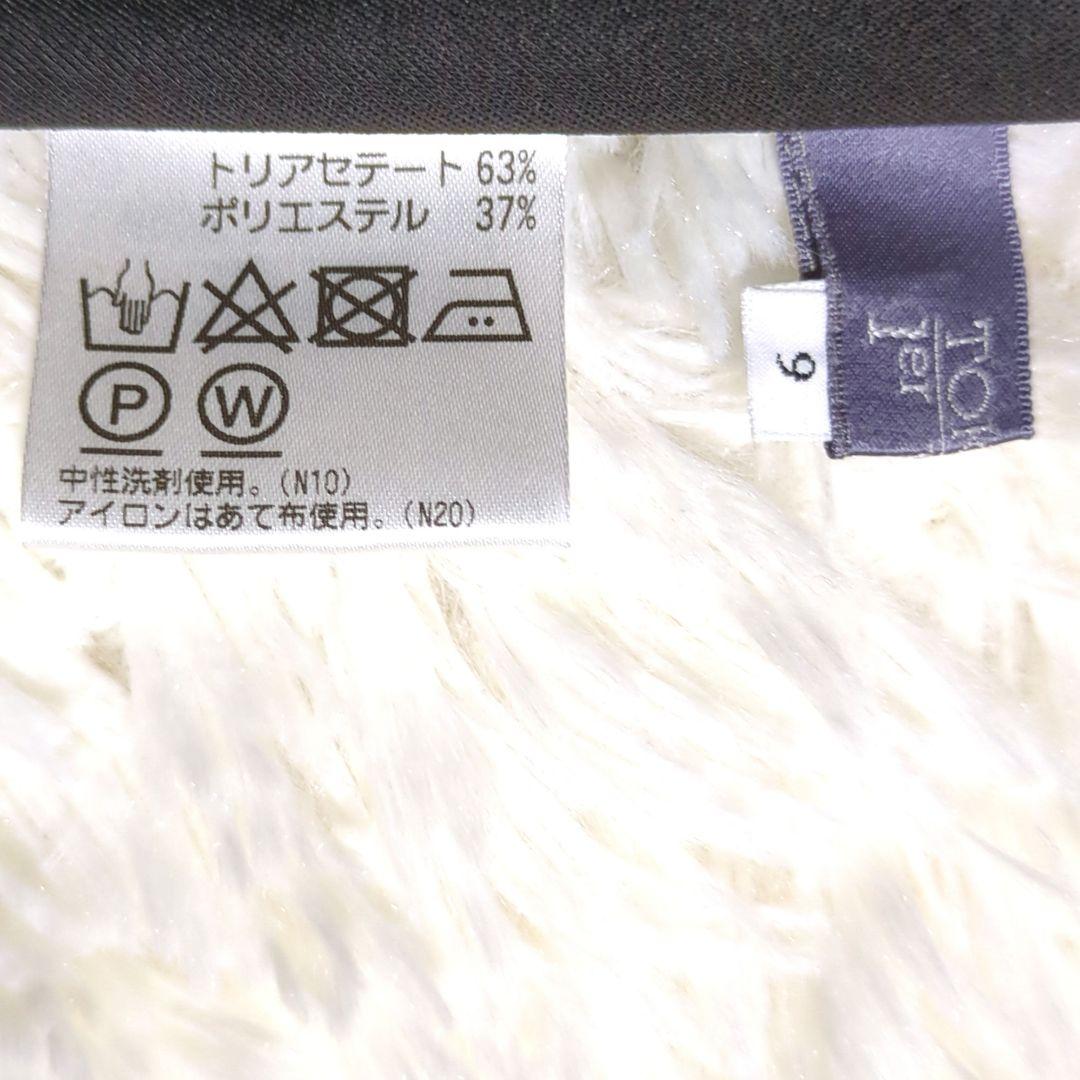 トリアセテート 63%
ポリエステル 37%
P W
中性洗剤使用。(N10)
アイロンはあて布使用。(N20)